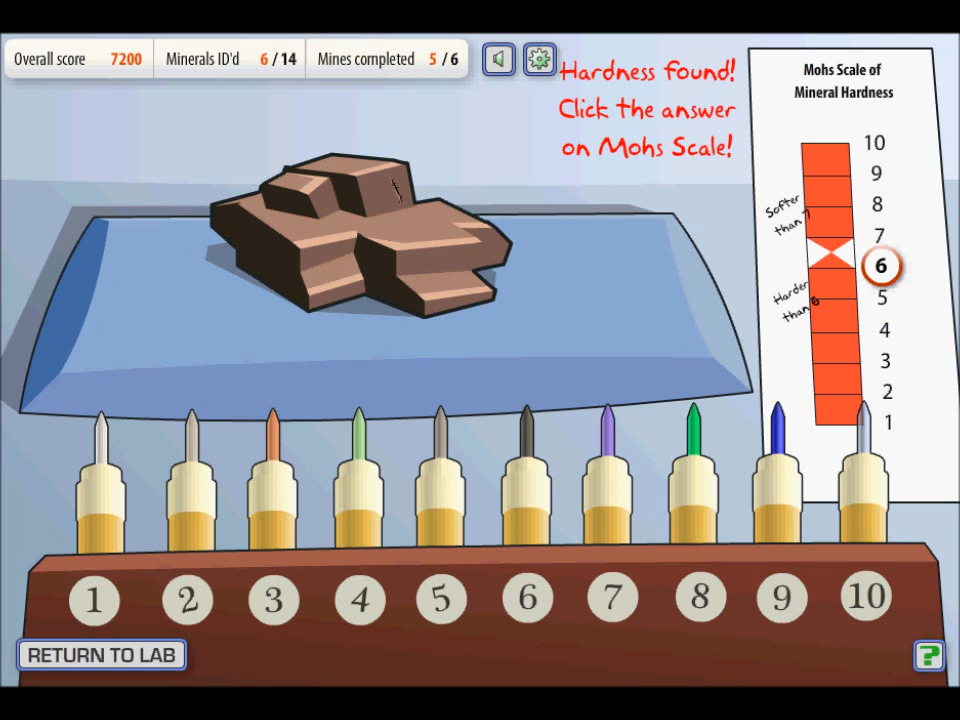 Overall score 7200 Minerals ID'd 6 / 14 Mines completed 5 / 6
Hardness found!
Click the answer
on Mohs Scale!
Mohs Scale of
Mineral Hardness
10
9
8
Softer
than 7
7
6
Harder
than 6
5
4
3
2
1
1 2 3 4 5 6 7 8 9 10
RETURN TO LAB
?